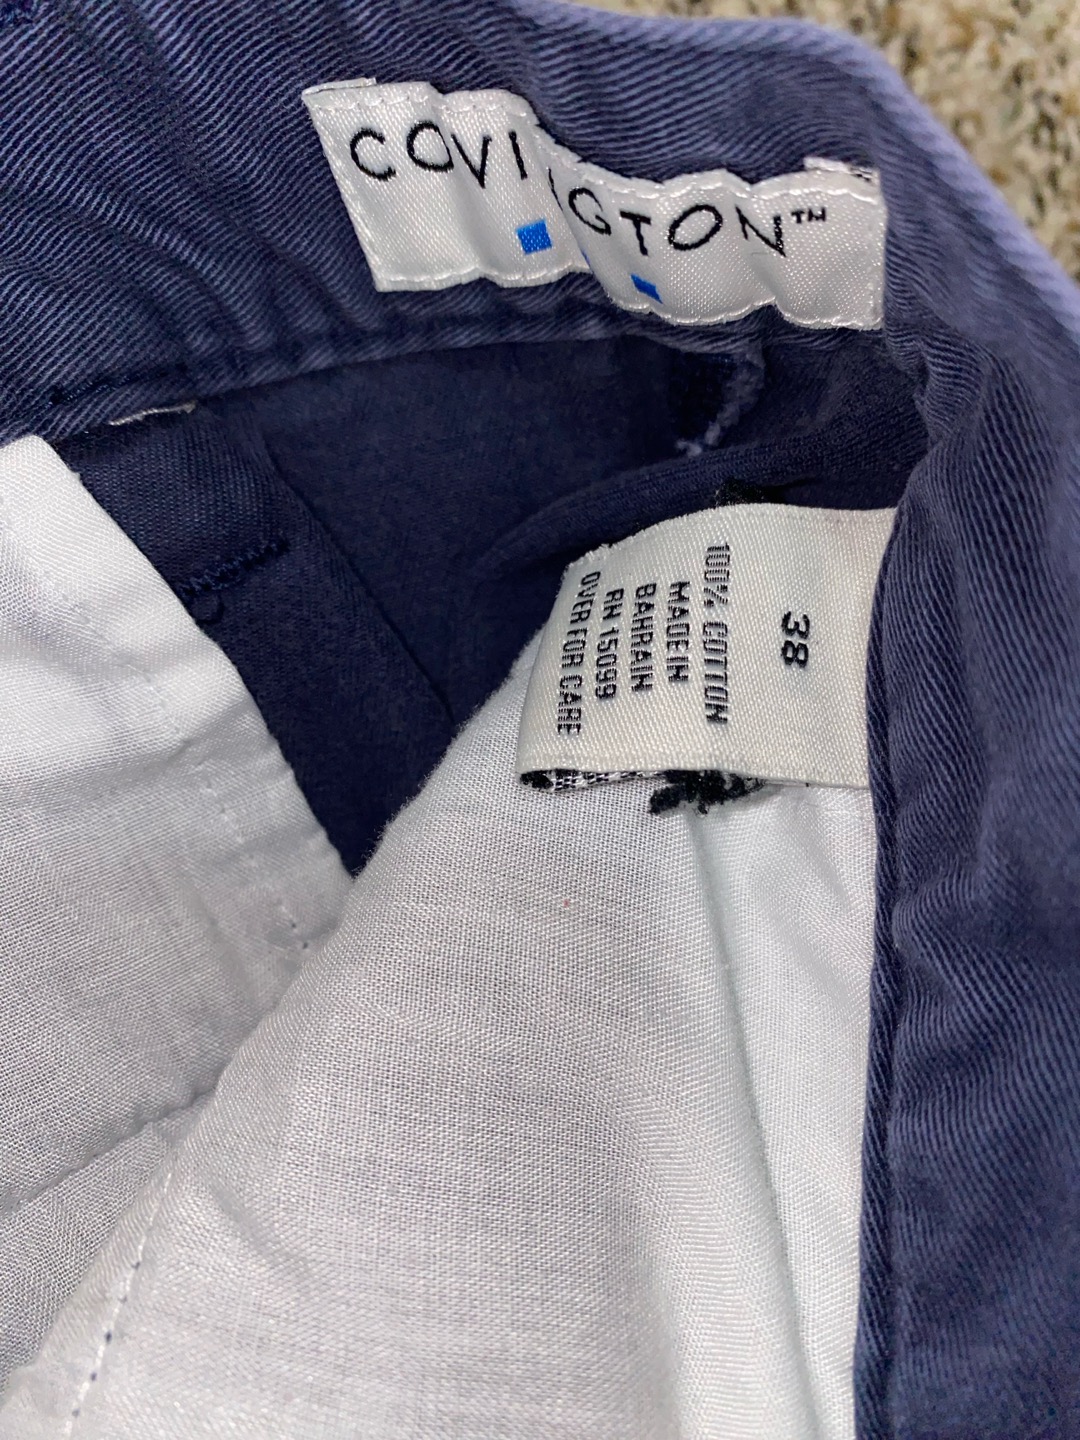 COVINGTON™
38
100% COTTON
MADE IN
BAHRAIN
RN 15099
OVER FOR CARE